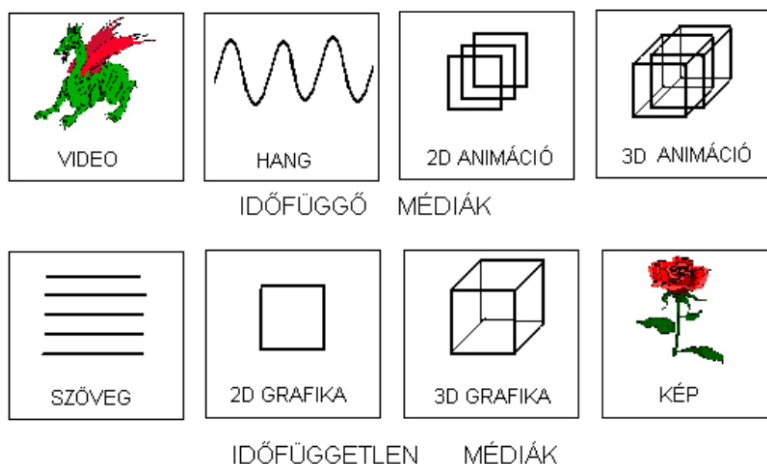 VIDEO
HANG
2D ANIMÁCIÓ
3D ANIMÁCIÓ
IDŐFÜGGŐ MÉDIÁK
SZÖVEG
2D GRAFIKA
3D GRAFIKA
KÉP
IDŐFÜGGETLEN MÉDIÁK